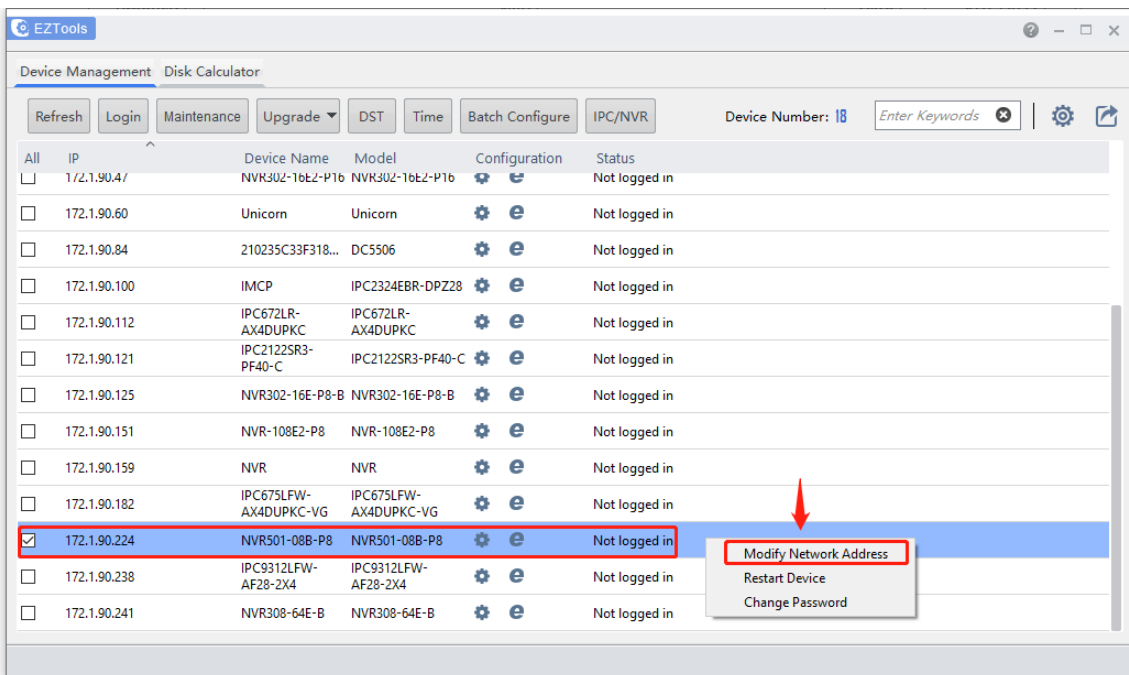 EZTools
Device Management Disk Calculator
Refresh Login Maintenance Upgrade DST Time Batch Configure IPC/NVR Device Number: 18 Enter Keywords
All IP Device Name Model Configuration Status
172.1.90.47 NVR302-16E2-P16 NVR302-16E2-P16 Not logged in
172.1.90.60 Unicorn Unicorn Not logged in
172.1.90.84 210235C33F318... DC5506 Not logged in
172.1.90.100 IMCP IPC2324EBR-DPZ28 Not logged in
172.1.90.112 IPC672LR- IPC672LR- Not logged in
AX4DUPKC AX4DUPKC
172.1.90.121 IPC2122SR3- IPC2122SR3-PF40-C Not logged in
PF40-C
172.1.90.125 NVR302-16E-P8-B NVR302-16E-P8-B Not logged in
172.1.90.151 NVR-108E2-P8 NVR-108E2-P8 Not logged in
172.1.90.159 NVR NVR Not logged in
172.1.90.182 IPC675LFW- IPC675LFW- Not logged in
AX4DUPKC-VG AX4DUPKC-VG
172.1.90.224 NVR501-08B-P8 NVR501-08B-P8 Not logged in
Modify Network Address
172.1.90.238 IPC9312LFW- IPC9312LFW- Not logged in
AF28-2X4 AF28-2X4
Restart Device
Change Password
172.1.90.241 NVR308-64E-B NVR308-64E-B Not logged in